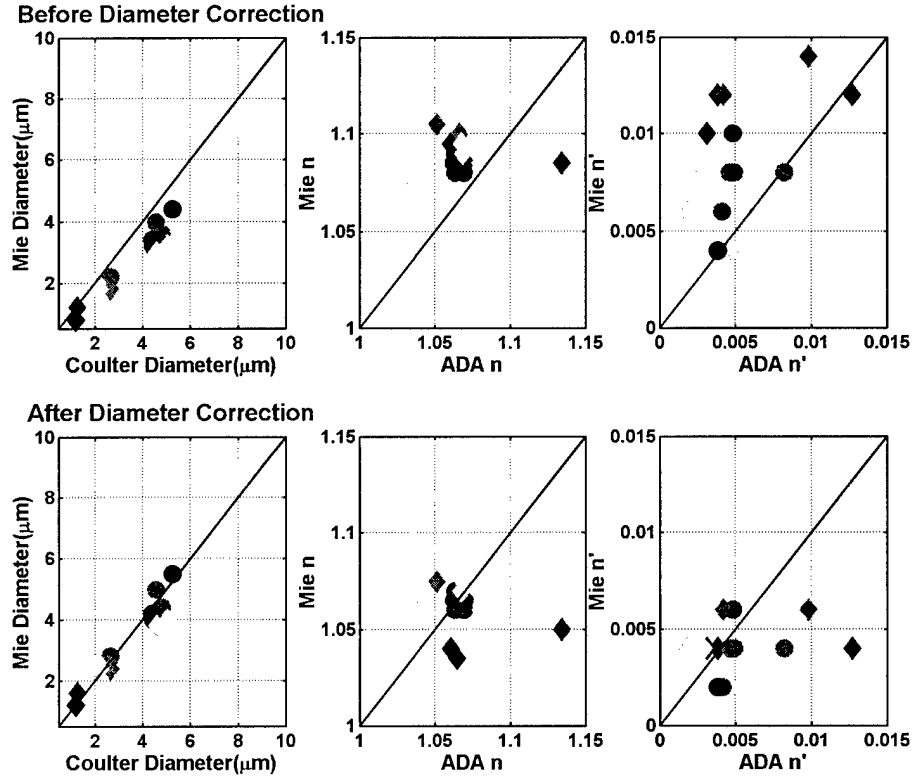 Before Diameter Correction
10
8
6
4
2
2 4 6 8 10
Mie Diameter(μm)
Coulter Diameter(μm)
1.15
1.1
1.05
1
1 1.05 1.1 1.15
Mie n
ADA n
0.015
0.01
0.005
0
0 0.005 0.01 0.015
Mie n'
ADA n'
After Diameter Correction
10
8
6
4
2
2 4 6 8 10
Mie Diameter(μm)
Coulter Diameter(μm)
1.15
1.1
1.05
1
1 1.05 1.1 1.15
Mie n
ADA n
0.015
0.01
0.005
0
0 0.005 0.01 0.015
Mie n'
ADA n'